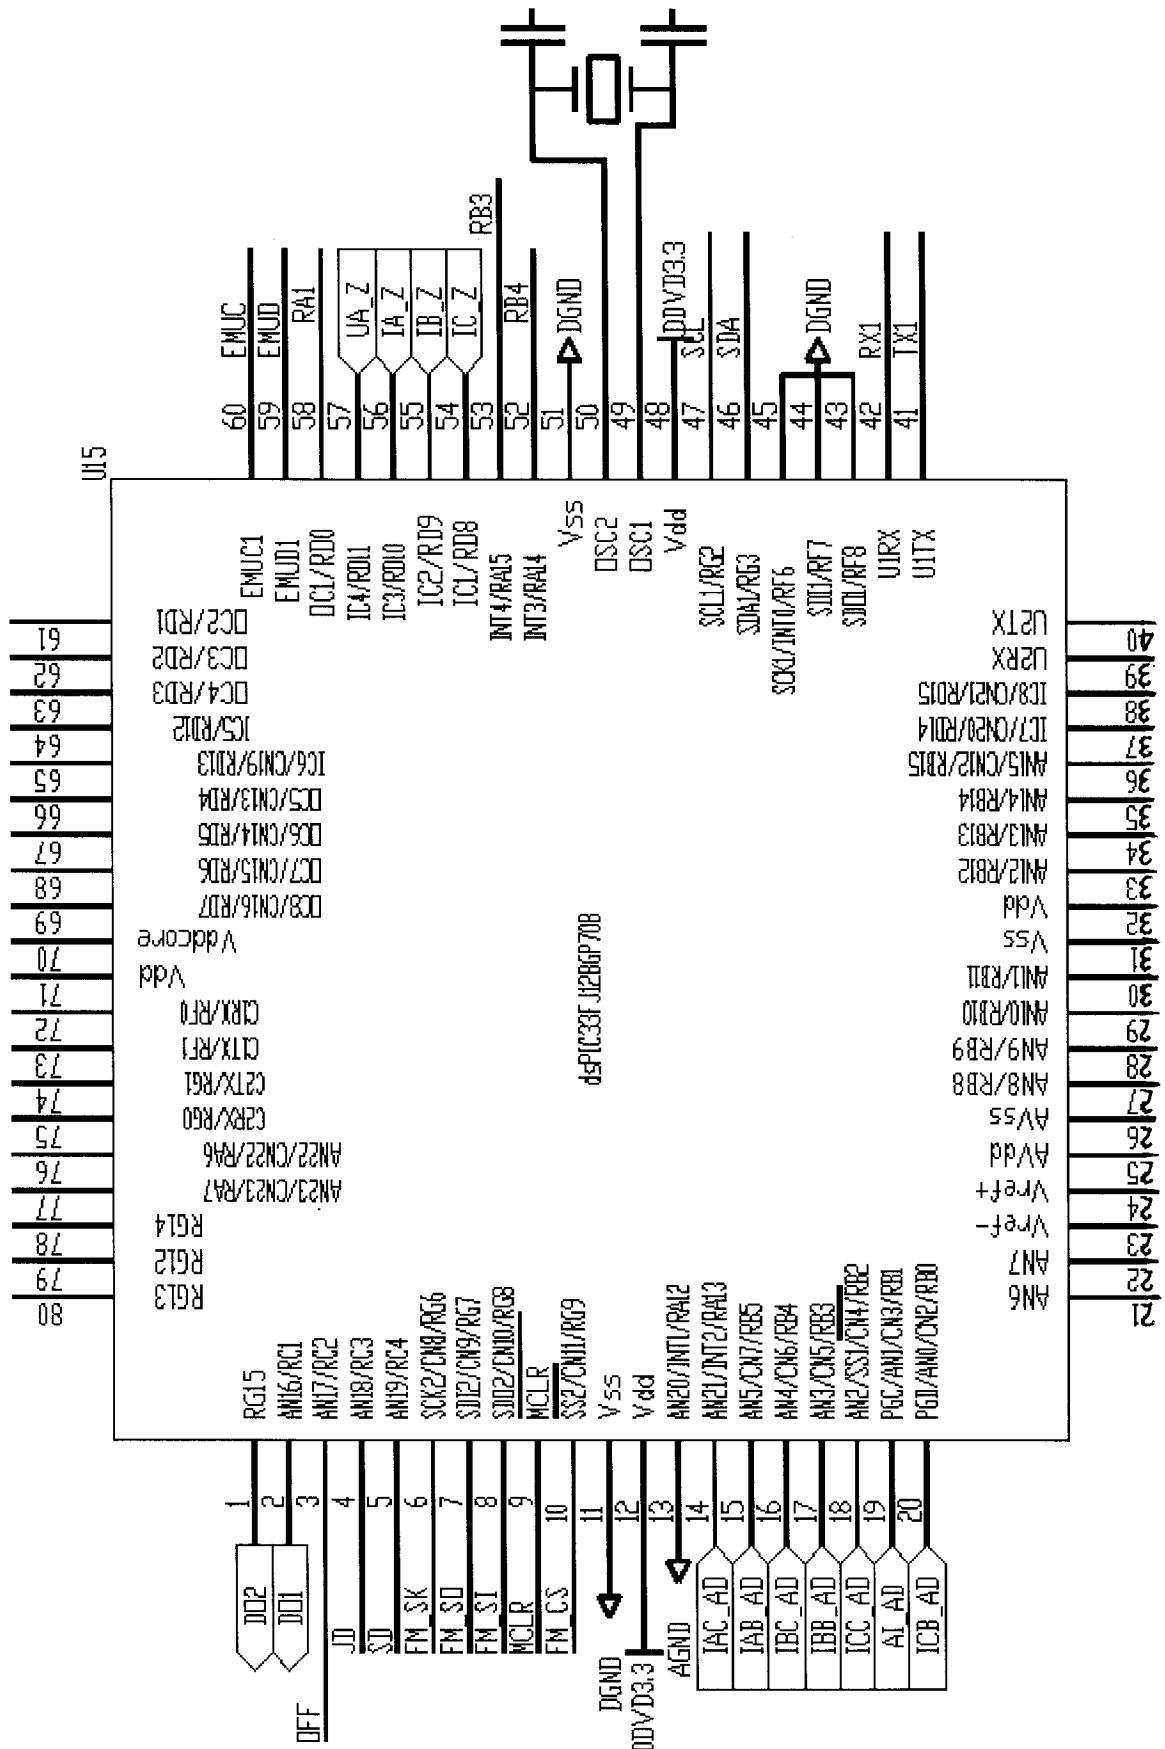 U15
dsPIC33FJ128GP708
60
EMUC
EMUC1
59
EMUD
EMUD1
58
RA1
OC1/RD0
57
UA_Z
IC4/RD11
56
IA_Z
IC3/RD10
55
IB_Z
IC2/RD9
54
IC_Z
IC1/RD8
53
RB3
INT4/RA15
52
RB4
INT3/RA14
51
DGND
Vss
50
OSC2
49
OSC1
48
DDVD3.3
Vdd
47
SCL
SCL1/RG2
46
SDA
SDA1/RG3
45
SCK1/INT0/RF6
44
DGND
SDI1/RF7
43
SDO1/RF8
42
RX1
U1RX
41
TX1
U1TX
61
OC2/RD1
62
OC3/RD2
63
OC4/RD3
64
IC5/RD12
65
IC6/CN19/RD13
66
OC5/CN13/RD4
67
OC6/CN14/RD5
68
OC7/CN15/RD6
69
OC8/CN16/RD7
70
Vddcore
71
Vdd
72
C1RX/RF0
73
C1TX/RF1
74
C2TX/RG1
75
C2RX/RG0
76
AN22/CN22/RA6
77
AN23/CN23/RA7
78
RG14
79
RG12
80
RG13
40
U2TX
39
U2RX
38
IC8/CN21/RD15
37
IC7/CN20/RD14
36
AN15/CN12/RB15
35
AN14/RB14
34
AN13/RB13
33
AN12/RB12
32
Vdd
31
Vss
30
AN11/RB11
29
AN10/RB10
28
AN9/RB9
27
AN8/RB8
26
AVss
25
AVdd
24
Vref+
23
Vref-
22
AN7
21
AN6
RG15
1
DO2
AN16/RC1
2
DO1
AN17/RC2
3
OFF
AN18/RC3
4
JD
AN19/RC4
5
SD
SCK2/CN8/RG6
6
FM_SK
SDI2/CN9/RG7
7
FM_SO
SDO2/CN10/RG8
8
FM_SI
MCLR
9
MCLR
SS2/CN11/RG9
10
FM_CS
Vss
11
DGND
Vdd
12
DDVD3.3
AN20/INT1/RA12
13
AGND
AN21/INT2/RA13
14
IAC_AD
AN5/CN7/RB5
15
IAB_AD
AN4/CN6/RB4
16
IBC_AD
AN3/CN5/RB3
17
IBB_AD
AN2/SS1/CN4/RB2
18
ICC_AD
PGC/AN1/CN3/RB1
19
AI_AD
PGD/AN0/CN2/RB0
20
ICB_AD